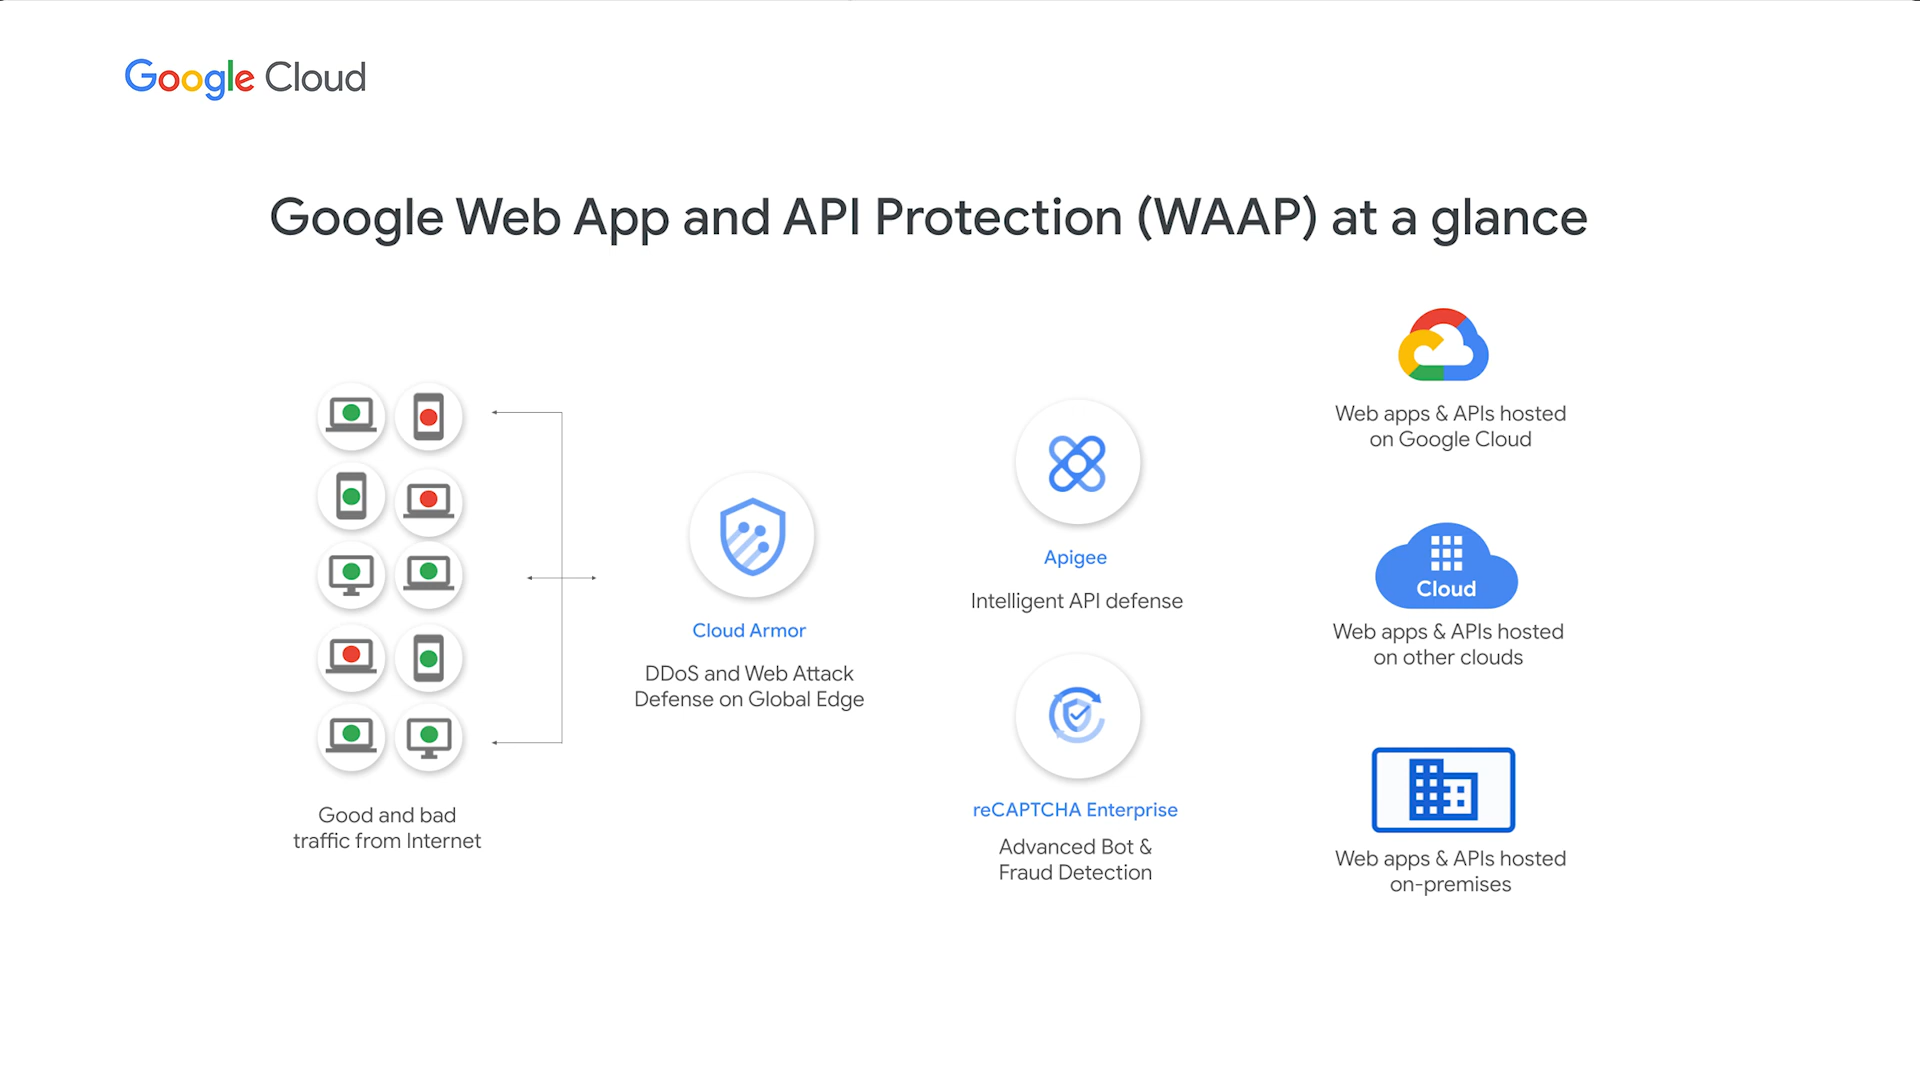 Google Cloud
Google Web App and API Protection (WAAP) at a glance
Good and bad
traffic from Internet
Cloud Armor
DDoS and Web Attack
Defense on Global Edge
Apigee
Intelligent API defense
reCAPTCHA Enterprise
Advanced Bot &
Fraud Detection
Web apps & APIs hosted
on Google Cloud
Cloud
Web apps & APIs hosted
on other clouds
Web apps & APIs hosted
on-premises